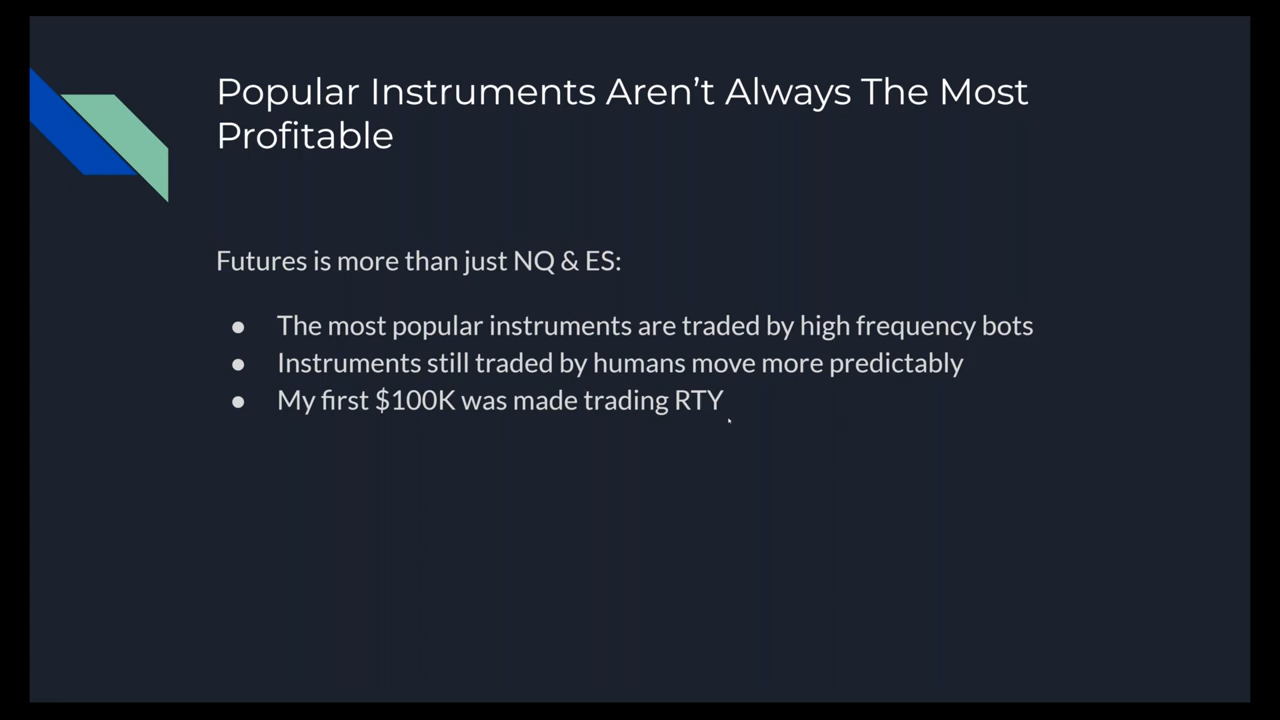 Popular Instruments Aren’t Always The Most
Profitable
Futures is more than just NQ & ES:
● The most popular instruments are traded by high frequency bots
● Instruments still traded by humans move more predictably
● My first $100K was made trading RTY